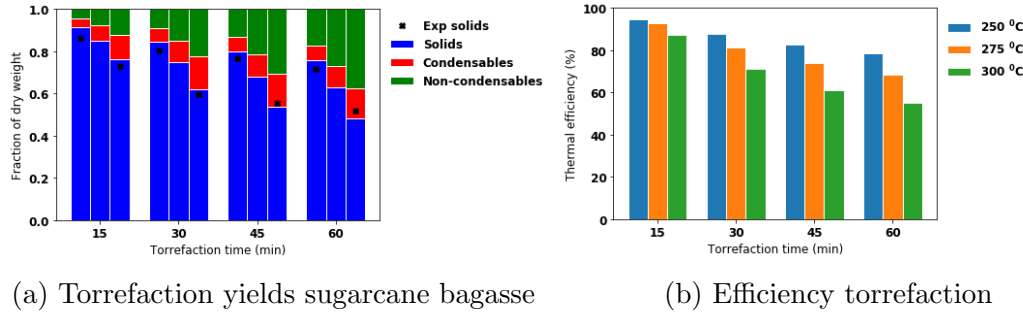 1.0
0.8
0.6
0.4
0.2
0.0
Fraction of dry weight
15 30 45 60
Torrefaction time (min)
Exp solids
Solids
Condensables
Non-condensables
(a) Torrefaction yields sugarcane bagasse
100
80
60
40
20
0
Thermal efficiency (%)
15 30 45 60
Torrefaction time (min)
250 ⁰C
275 ⁰C
300 ⁰C
(b) Efficiency torrefaction